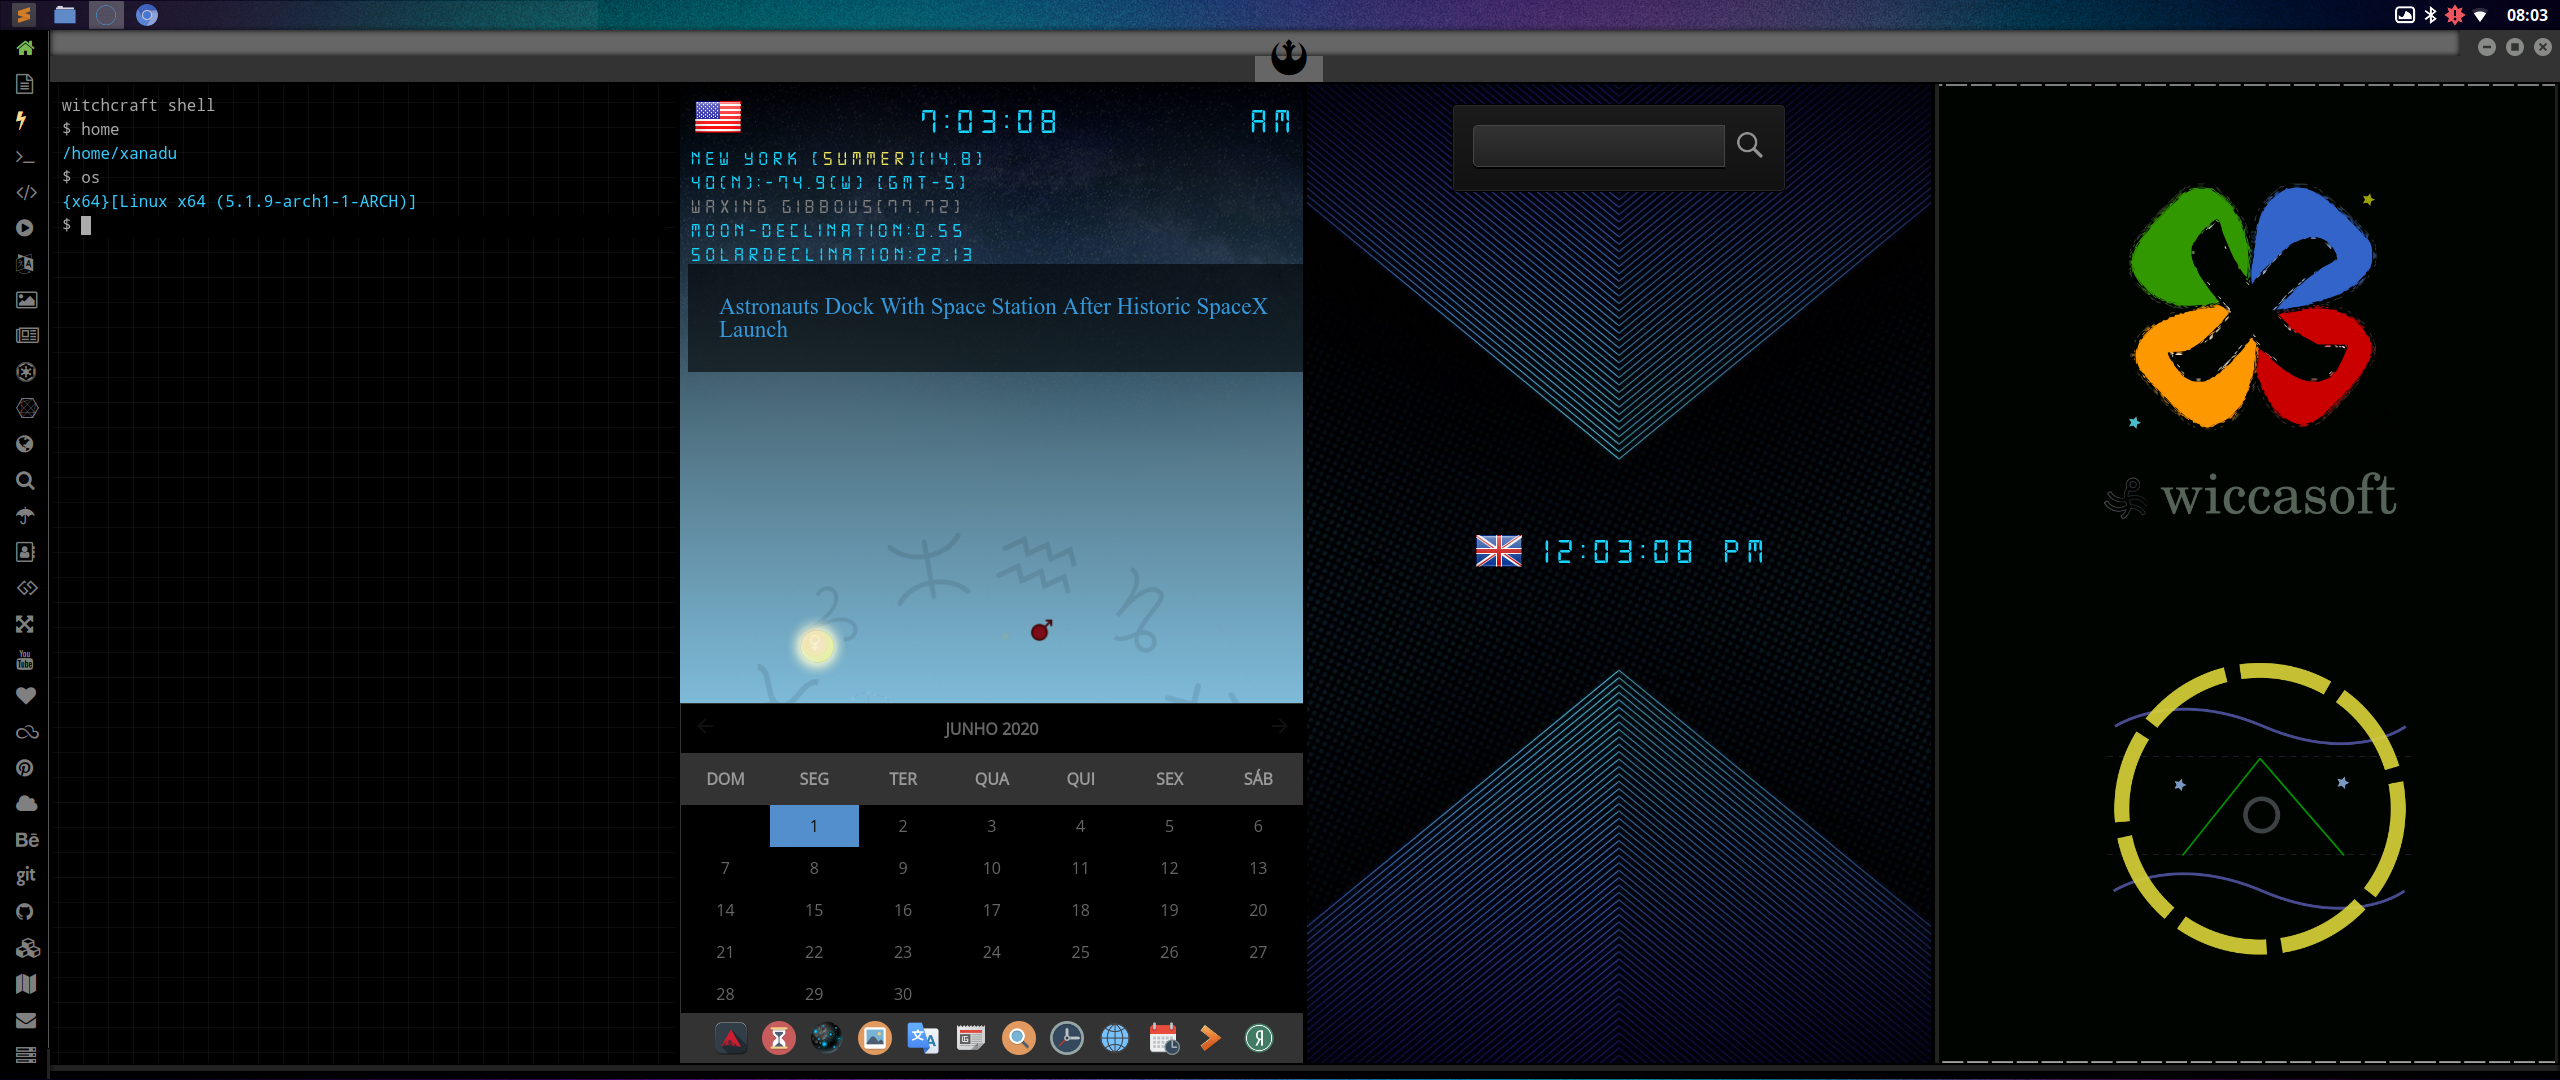 08:03
witchcraft shell
$ home
/home/xanadu
$ os
{x64}[Linux x64 (5.1.9-arch1-1-ARCH)]
$
7:03:08 AM
NEW YORK [SUMMER][14.8]
40(N):-74.9(W) [GMT-5]
WAXING GIBBOUS[77.72]
MOON-DECLINATION:0.55
SOLARDECLINATION:22.13
Astronauts Dock With Space Station After Historic SpaceX
Launch
JUNHO 2020
DOM SEG TER QUA QUI SEX SÁB
1 2 3 4 5 6
7 8 9 10 11 12 13
14 15 16 17 18 19 20
21 22 23 24 25 26 27
28 29 30
12:03:08 PM
wiccasoft
You
Tube
Bē
git